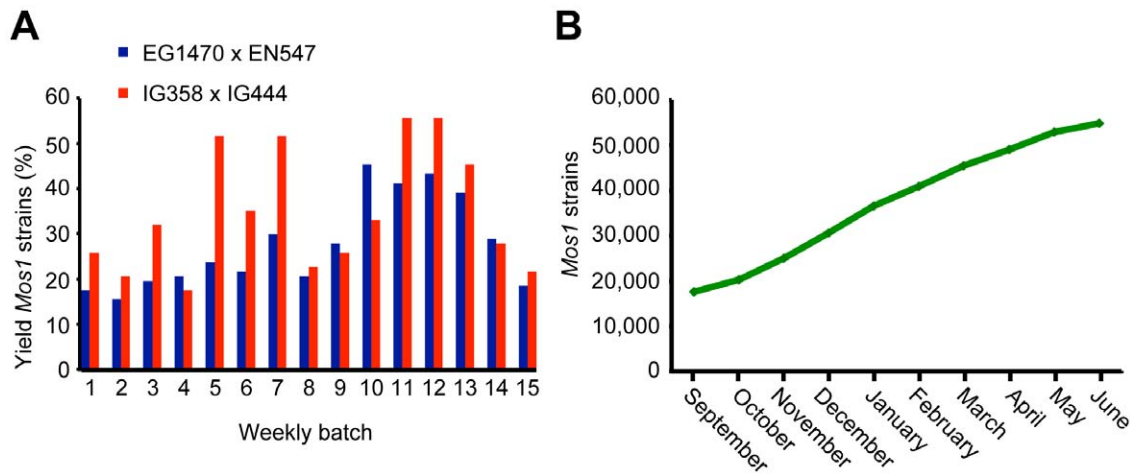 A
EG1470 x EN547
IG358 x IG444
Yield Mos1 strains (%)
60
50
40
30
20
10
0
1 2 3 4 5 6 7 8 9 10 11 12 13 14 15
Weekly batch
B
Mos1 strains
60,000
50,000
40,000
30,000
20,000
10,000
0
September
October
November
December
January
February
March
April
May
June